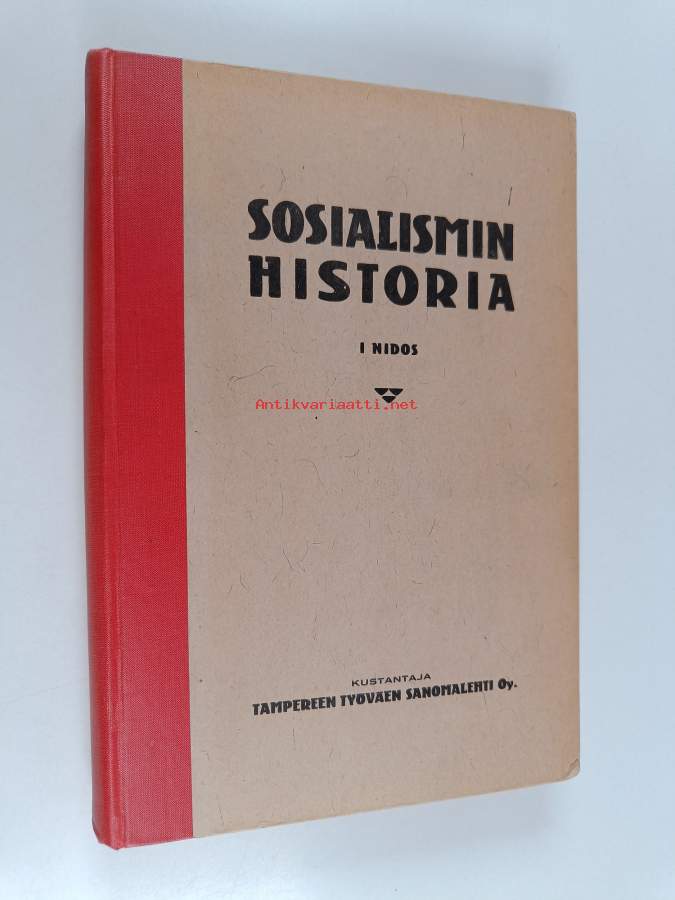 SOSIALISMIN
HISTORIA
I NIDOS
Antikvariaatti.net
KUSTANTAJA
TAMPEREEN TYÖVÄEN SANOMALEHTI Oy.